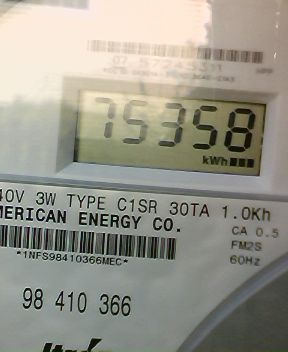 75358
kWh
40V 3W TYPE C1SR 30TA 1.0Kh
MERICAN ENERGY CO.
CA 0.5
FM2S
*1NFS98410366MEC*
60Hz
98 410 366
Itron